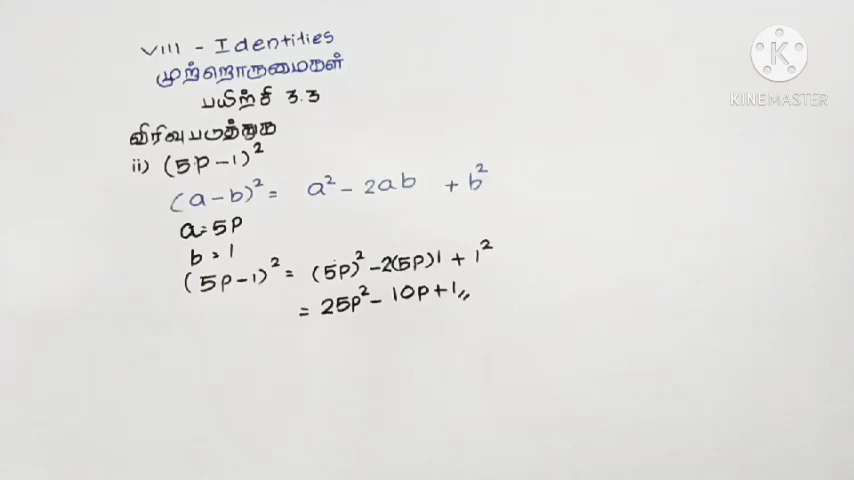 VIII - Identities
முற்றொருமைகள்
பயிற்சி 3.3
விரிவுபடுத்துக
ii) (5P-1)²
(a-b)² = a² - 2ab + b²
a=5P
b=1
(5P-1)² = (5P)² -2(5P)1 + 1²
= 25P² - 10P+1//
K
KINEMASTER